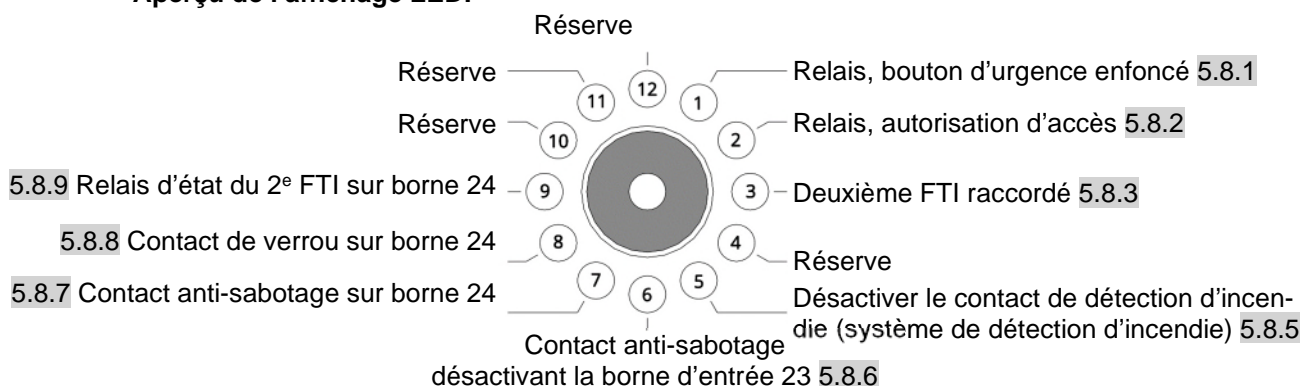 Aperçu de l'aménage LED:
Réserve
Réserve
Relais, bouton d'urgence enfoncé 5.8.1
Réserve
Relais, autorisation d'accès 5.8.2
5.8.9 Relais d'état du 2e FTI sur borne 24
Deuxième FTI raccordé 5.8.3
5.8.8 Contact de verrou sur borne 24
Réserve
5.8.7 Contact anti-sabotage sur borne 24
Désactiver le contact de détection d'incen-
die (système de détection d'incendie) 5.8.5
Contact anti-sabotage
désactivant la borne d'entrée 23 5.8.6
12
11
1
10
2
9
3
8
4
7
5
6